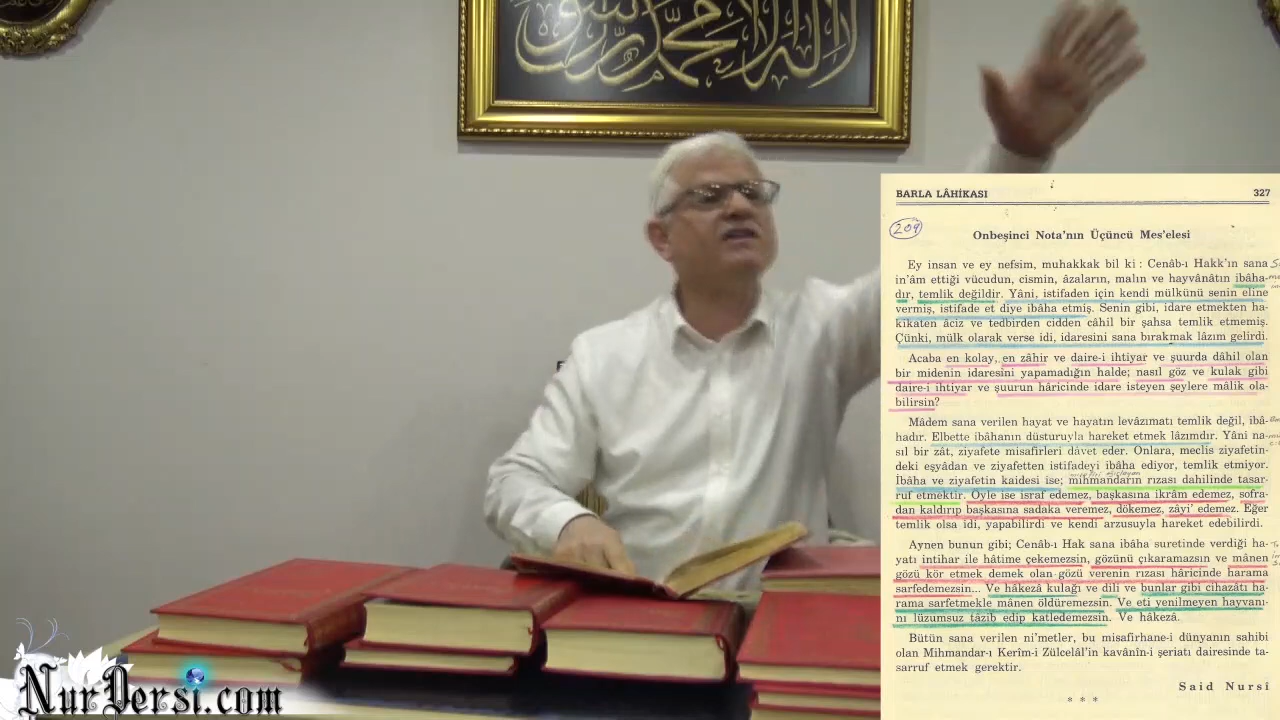 لا إله إلا الله محمد رسول الله
BARLA LÂHİKASI 327
209
Onbeşinci Nota'nın Üçüncü Mes'elesi
Ey insan ve ey nefsim, muhakkak bil ki : Cenâb-ı Hakk'ın sana
in'âm ettiği vücudun, cismin, âzaların, malın ve hayvânâtın ibâha-
dır, temlik değildir. Yâni, istifaden için kendi mülkünü senin eline
vermiş, istifade et diye ibâha etmiş. Senin gibi, idare etmekten ha-
kikaten âciz ve tedbirden cidden câhil bir şahsa temlik etmemiş.
Çünki, mülk olarak verse idi, idaresini sana bırakmak lâzım gelirdi.
Acaba en kolay, en zâhir ve daire-i ihtiyar ve şuurda dâhil olan
bir midenin idaresini yapamadığın halde; nasıl göz ve kulak gibi
daire-i ihtiyar ve şuurun hâricinde idare isteyen şeylere mâlik ola-
bilirsin?
Mâdem sana verilen hayat ve hayatın levâzımatı temlik değil, ibâ-
hadır. Elbette ibâhanın düsturuyla hareket etmek lâzımdır. Yâni na-
sıl bir zât, ziyafete misafirleri dâvet eder. Onlara, meclis ziyafetin-
deki eşyâdan ve ziyafetten istifadeyi ibâha ediyor, temlik etmiyor.
İbâha ve ziyafetin kaidesi ise; mihmandarın rızası dahilinde tasar-
ruf etmektir. Öyle ise israf edemez, başkasına ikrâm edemez, sofra-
dan kaldırıp başkasına sadaka veremez, dökemez, zâyi' edemez. Eğer
temlik olsa idi, yapabilirdi ve kendi arzusuyla hareket edebilirdi.
Aynen bunun gibi; Cenâb-ı Hak sana ibâha suretinde verdiği ha-
yatı intihar ile hâtime çekemezsin, gözünü çıkaramazsın ve mânen
gözü kör etmek demek olan gözü verenin rızası hâricinde harama
sarfedemezsin... Ve hâkezâ kulağı ve dili ve bunlar gibi cihazâtı ha-
rama sarfetmekle mânen öldüremezsin. Ve eti yenilmeyen hayvanı-
nı lüzumsuz tâzib edip katledemezsin. Ve hâkezâ.
Bütün sana verilen ni'metler, bu misafirhane-i dünyanın sahibi
olan Mihmandar-ı Kerîm-i Zülcelâl'in kavânîn-i şeriatı dairesinde ta-
sarruf etmek gerektir.
Said Nursî
* * *
NurDersi.com